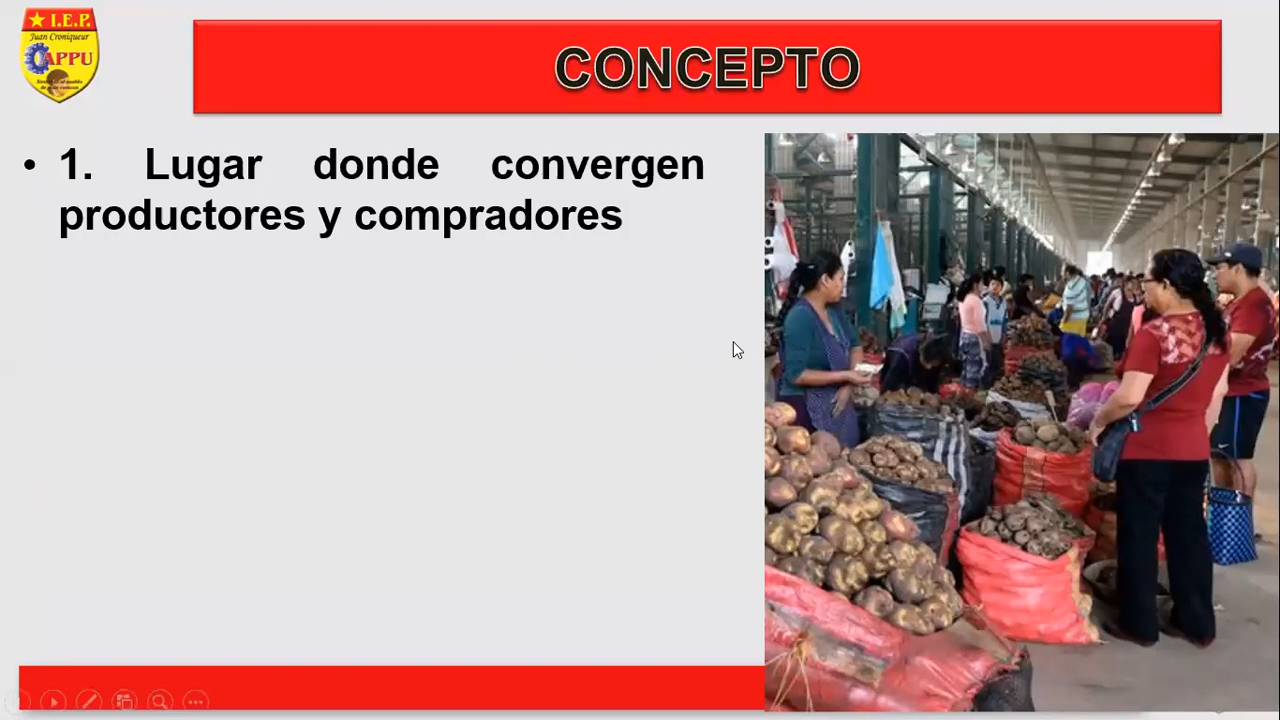 ★ I.E.P.
Juan Croniqueur
CAPPU
CONCEPTO
• 1. Lugar donde convergen
productores y compradores